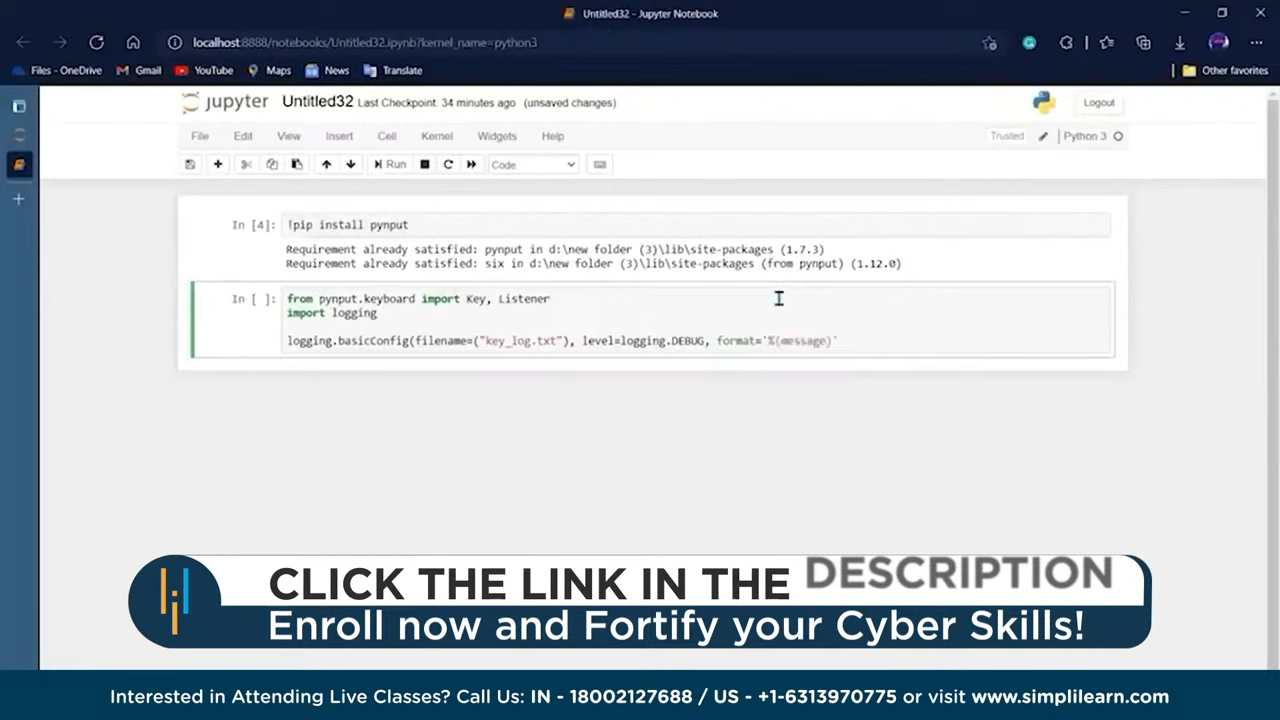 Untitled32 - Jupyter Notebook
localhost:8888/notebooks/Untitled32.ipynb?kernel_name=python3
Files - OneDrive Gmail YouTube Maps News Translate Other favorites
jupyter Untitled32 Last Checkpoint 34 minutes ago (unsaved changes) Logout
File Edit View Insert Cell Kernel Widgets Help Trusted Python 3
Run Code
In [4]: !pip install pynput
Requirement already satisfied: pynput in d:\new folder (3)\lib\site-packages (1.7.3)
Requirement already satisfied: six in d:\new folder (3)\lib\site-packages (from pynput) (1.12.0)
In [ ]: from pynput.keyboard import Key, Listener
import logging
logging.basicConfig(filename=("key_log.txt"), level=logging.DEBUG, format='%(message)'
CLICK THE LINK IN THE DESCRIPTION
Enroll now and Fortify your Cyber Skills!
Interested in Attending Live Classes? Call Us: IN - 18002127688 / US - +1-6313970775 or visit www.simplilearn.com